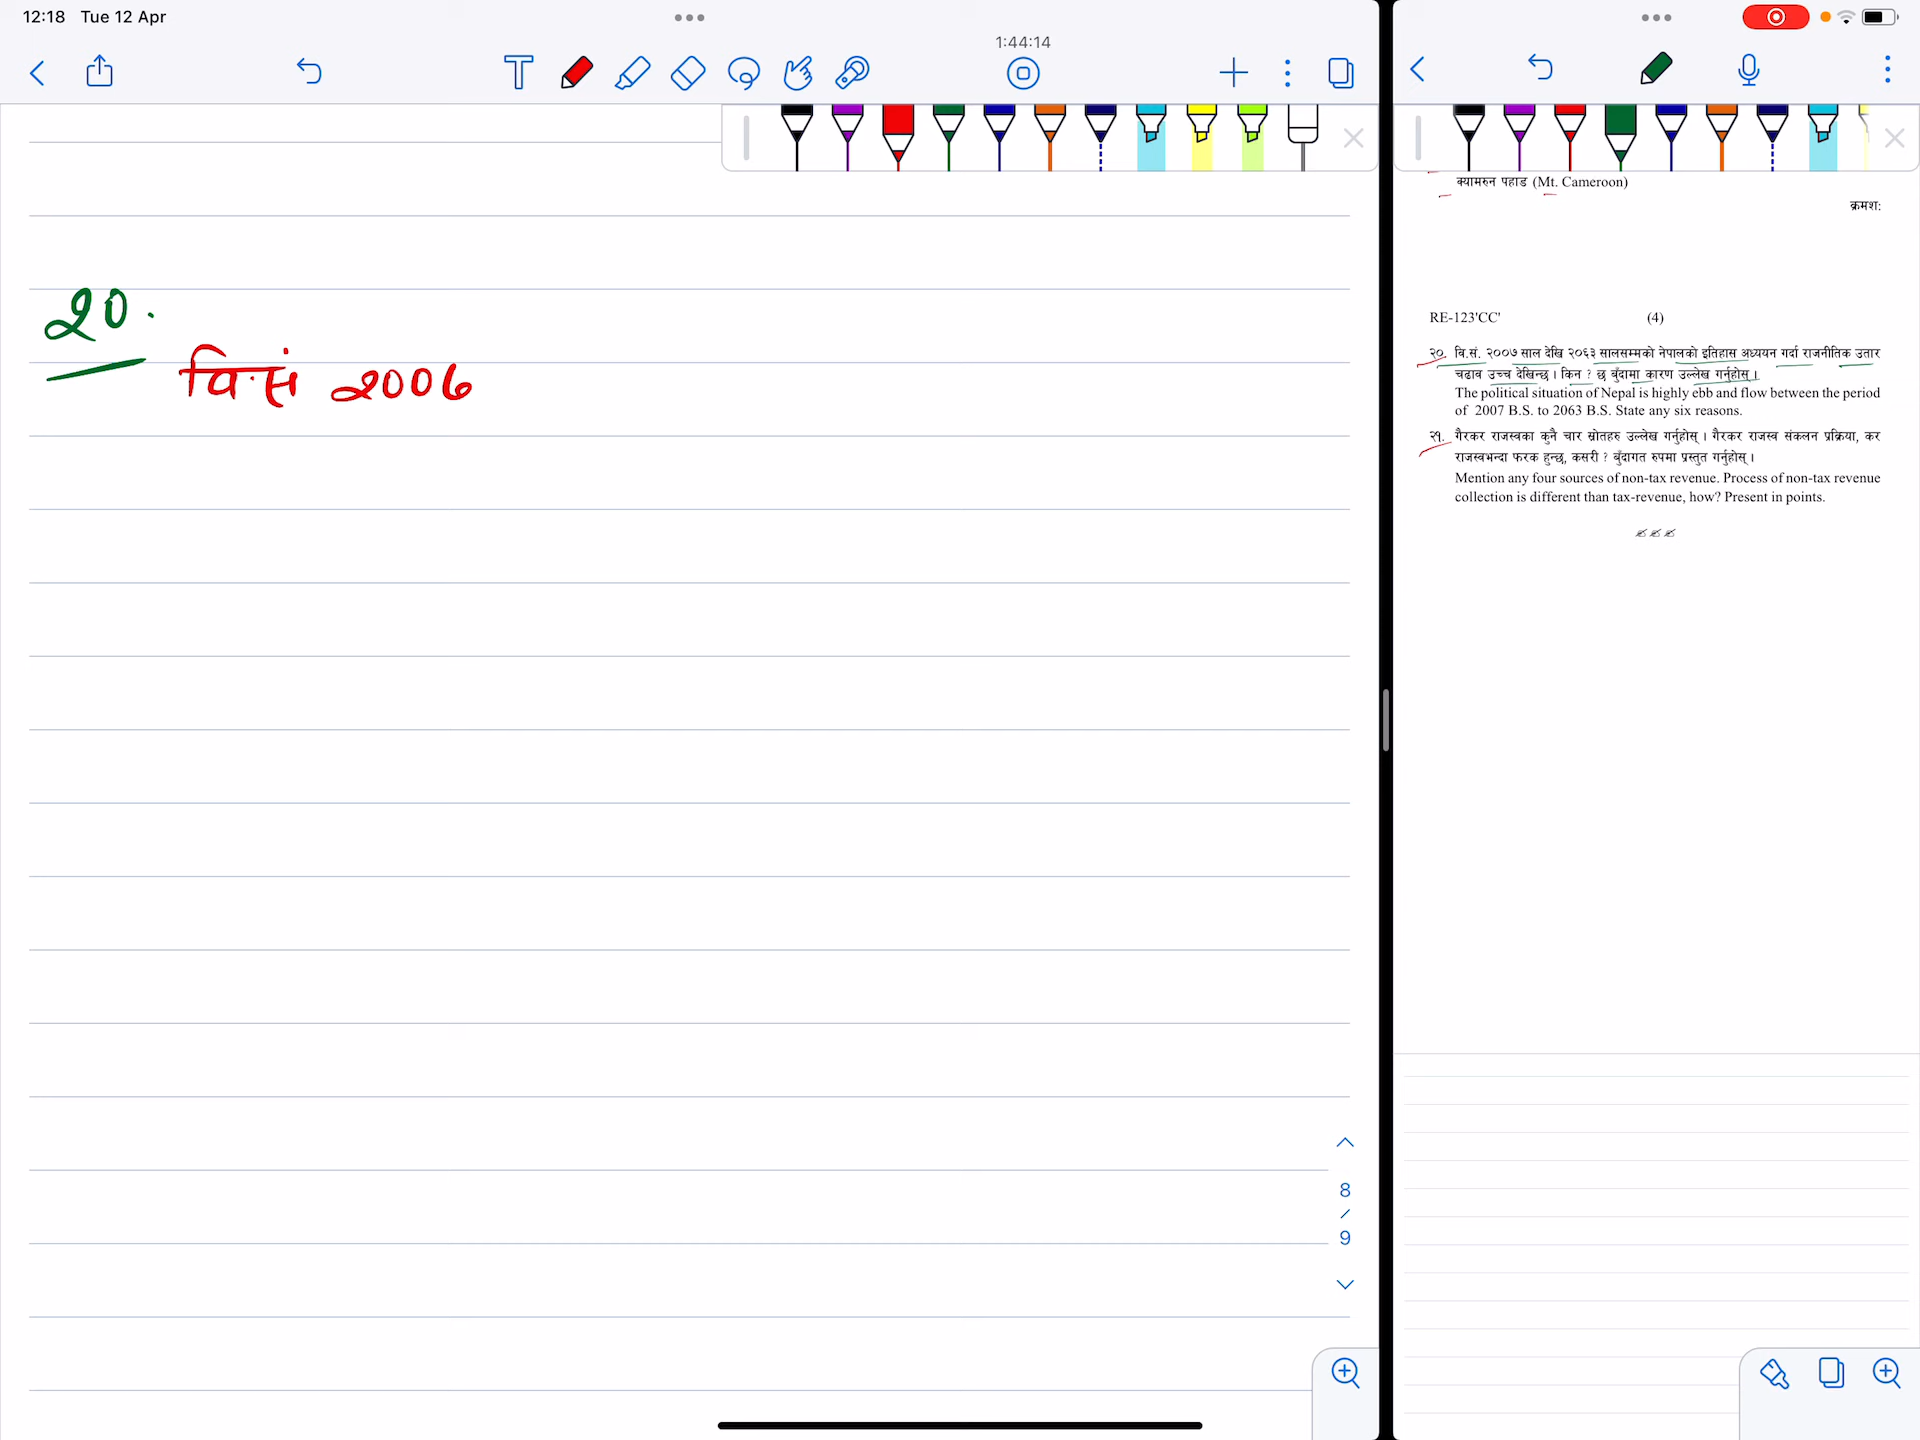 12:18 Tue 12 Apr
1:44:14
२०.
वि.सं २००७
8
/
9
क्यामरुन पहाड (Mt. Cameroon)
क्रमश:
RE-123'CC' (4)
२०. वि.सं. २००७ साल देखि २०६३ सालसम्मको नेपालको इतिहास अध्ययन गर्दा राजनीतिक उतार
चढाव उच्च देखिन्छ । किन ? छ बुँदामा कारण उल्लेख गर्नुहोस् ।
The political situation of Nepal is highly ebb and flow between the period
of 2007 B.S. to 2063 B.S. State any six reasons.
२१. गैरकर राजस्वका कुनै चार स्रोतहरु उल्लेख गर्नुहोस् । गैरकर राजस्व संकलन प्रक्रिया, कर
राजस्वभन्दा फरक हुन्छ, कसरी ? बुँदागत रुपमा प्रस्तुत गर्नुहोस् ।
Mention any four sources of non-tax revenue. Process of non-tax revenue
collection is different than tax-revenue, how? Present in points.